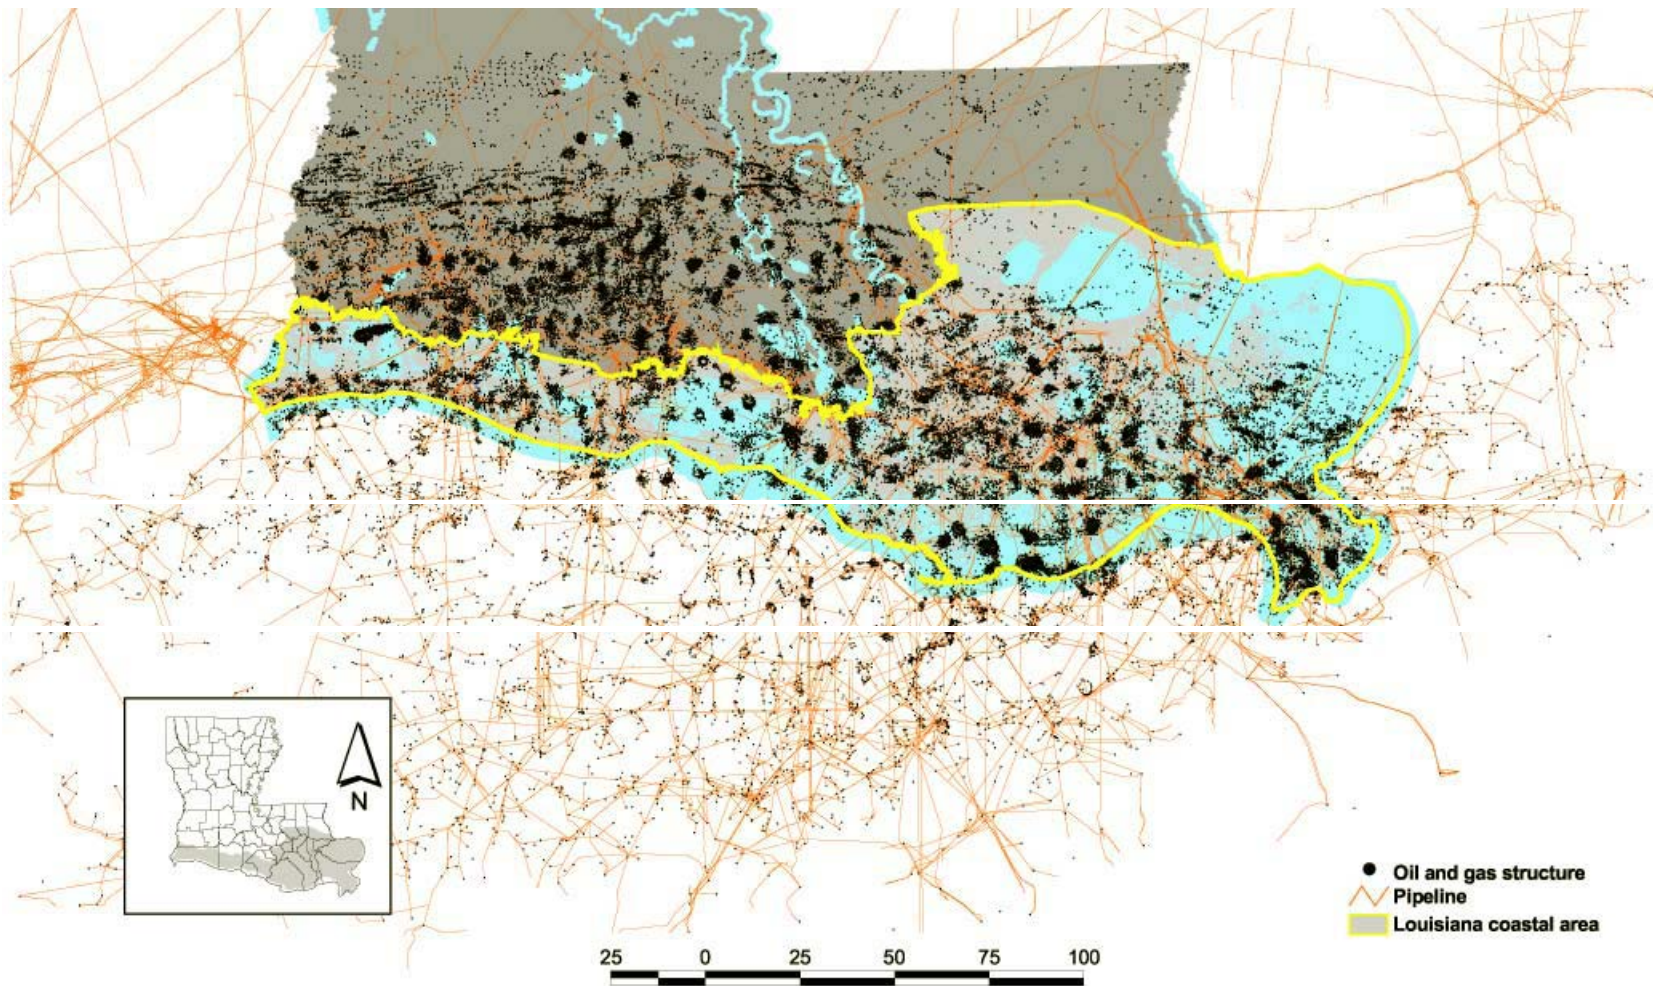 N
Oil and gas structure
Pipeline
Louisiana coastal area
25 0 25 50 75 100